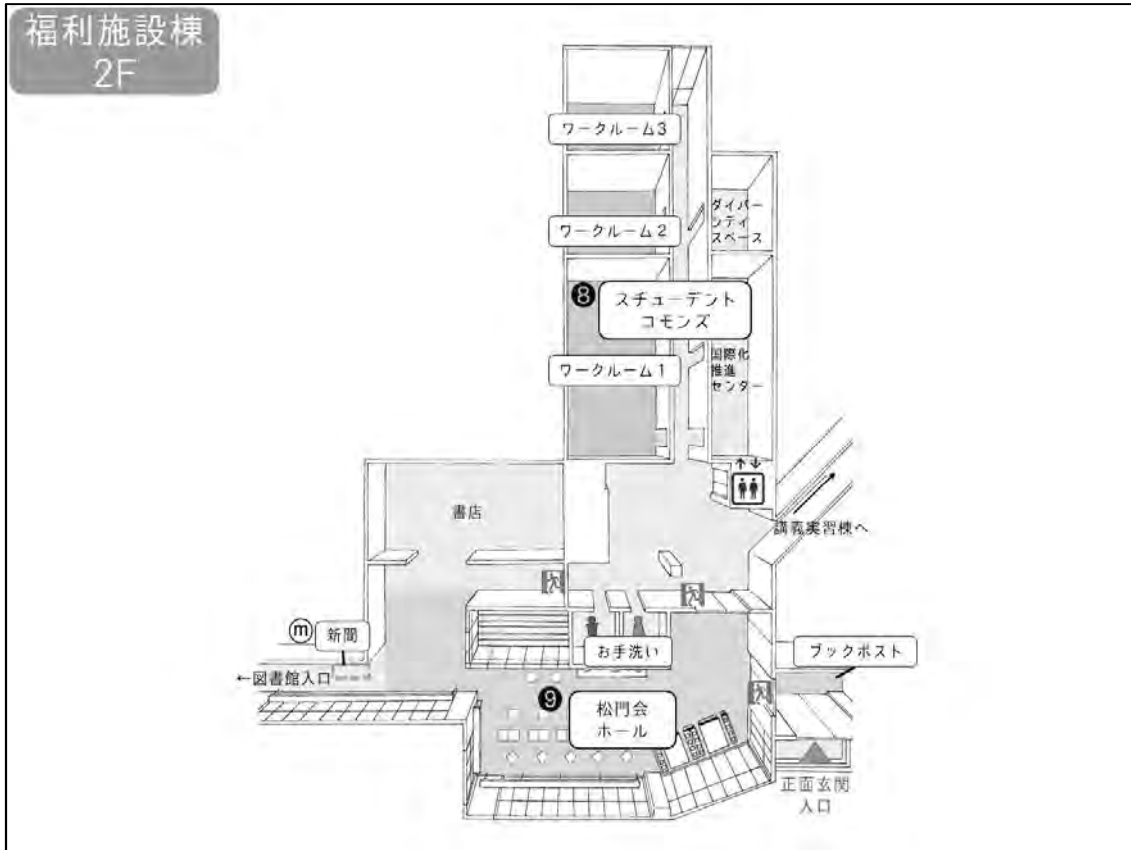 福利施設棟
2F
ワークルーム3
ワークルーム2
ダイバー
シティ
スペース
❽
スチューデント
コモンズ
ワークルーム1
国際化
推進
センター
↑↓
書店
講義実習棟へ
ⓜ
新聞
お手洗い
ブックポスト
←図書館入口
❾
松門会
ホール
正面玄関
入口